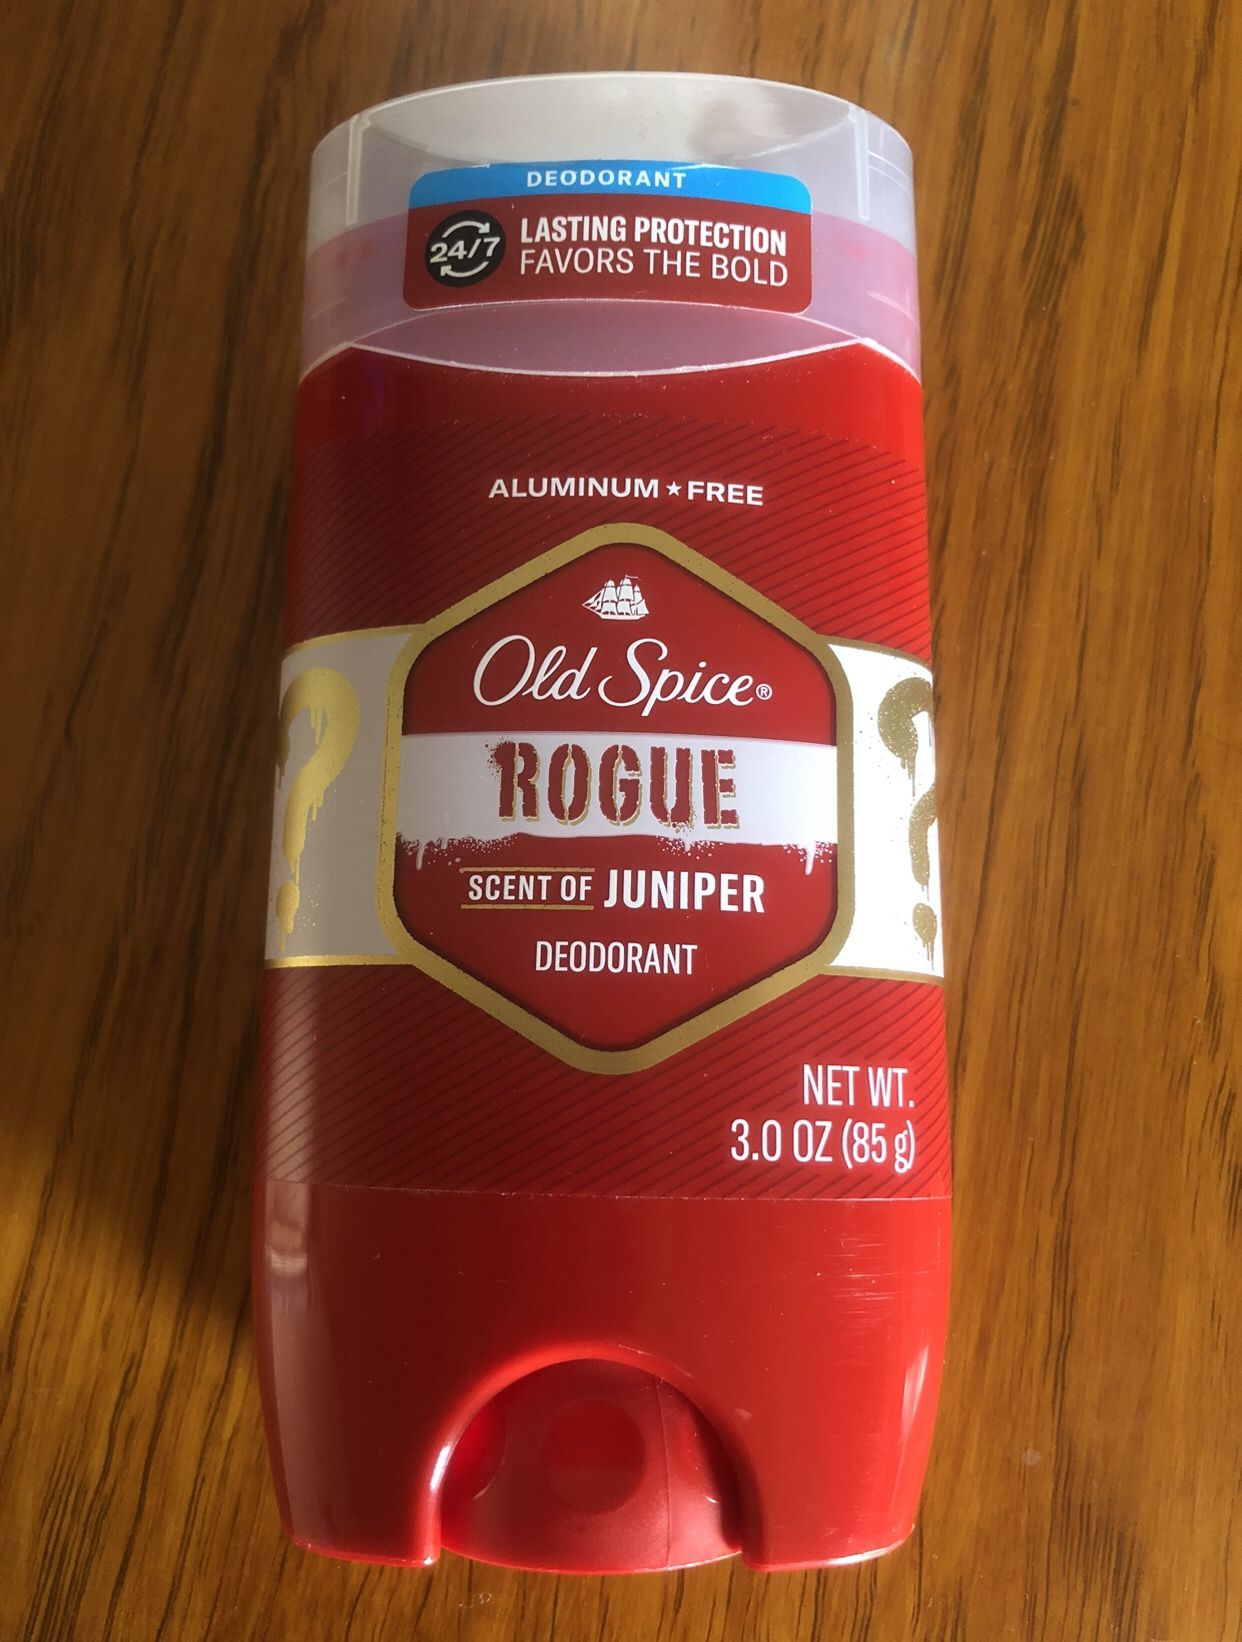 DEODORANT
24/7
LASTING PROTECTION
FAVORS THE BOLD
ALUMINUM★FREE
Old Spice®
ROGUE
SCENT OF JUNIPER
DEODORANT
? ?
NET WT.
3.0 OZ (85 g)